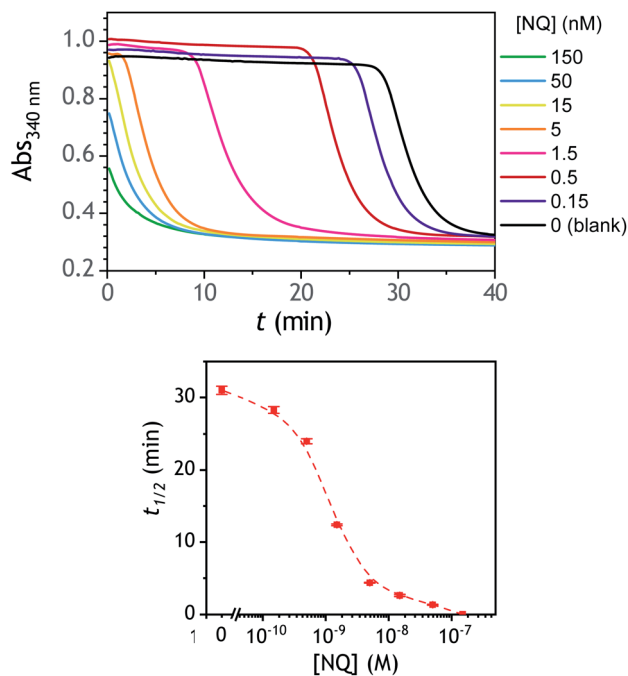 [NQ] (nM)
1.0
0.8
0.6
0.4
0.2
Abs340 nm
150
50
15
5
1.5
0.5
0.15
0 (blank)
0 10 20 30 40
t (min)
30
20
10
0
t1/2 (min)
1 0 10⁻¹⁰ 10⁻⁹ 10⁻⁸ 10⁻⁷
[NQ] (M)